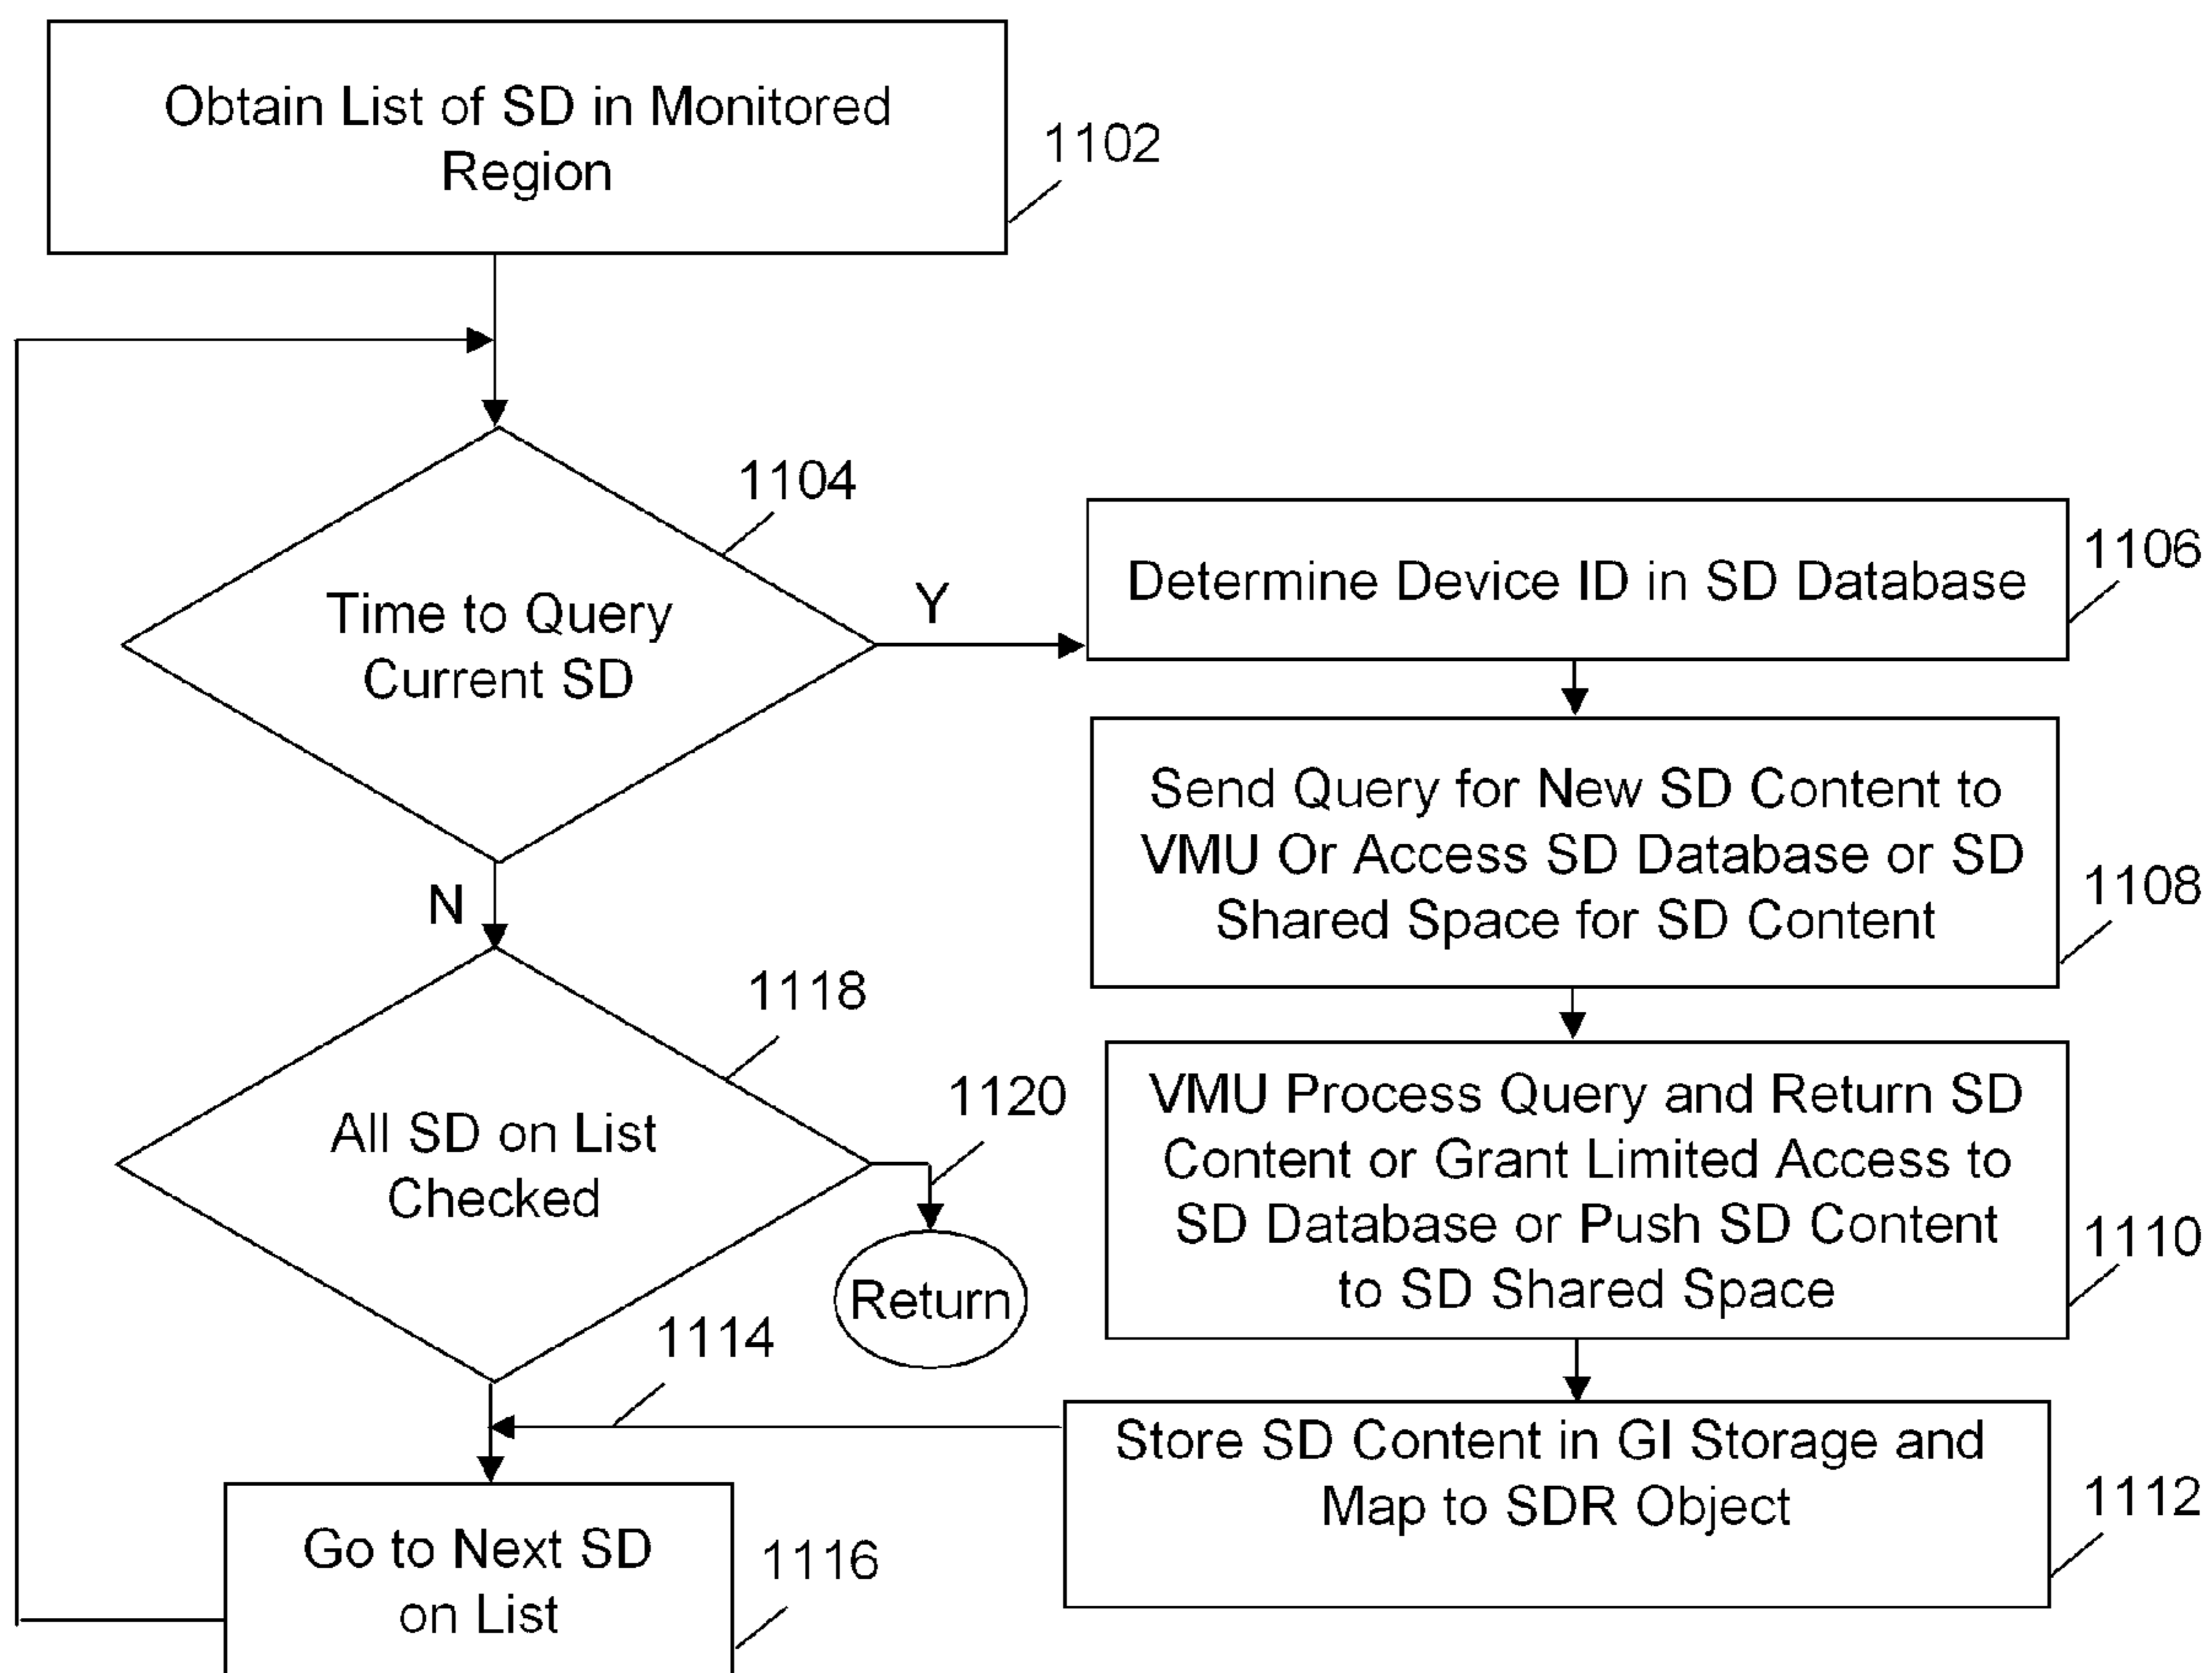 Obtain List of SD in Monitored
Region
1102
1104
Time to Query
Current SD
Y
N
Determine Device ID in SD Database
1106
Send Query for New SD Content to
VMU Or Access SD Database or SD
Shared Space for SD Content
1108
VMU Process Query and Return SD
Content or Grant Limited Access to
SD Database or Push SD Content
to SD Shared Space
1110
Store SD Content in GI Storage and
Map to SDR Object
1112
1118
All SD on List
Checked
1120
Return
1114
Go to Next SD
on List
1116